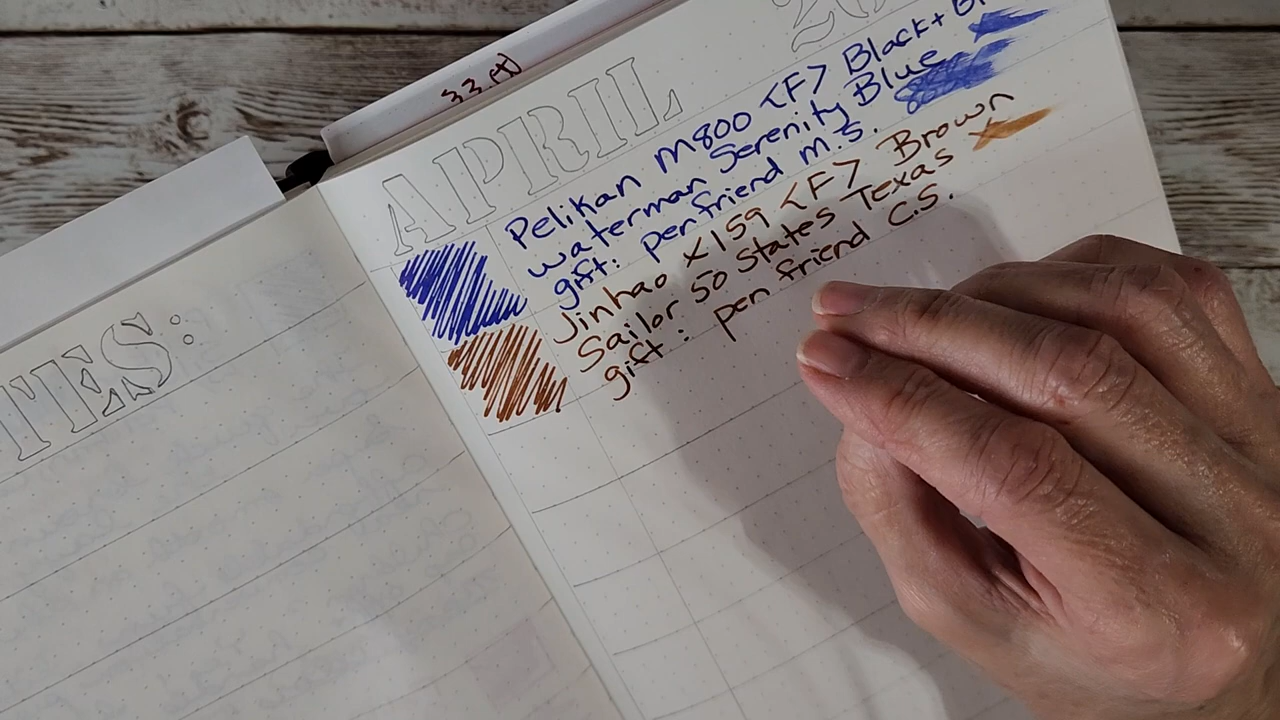 33.
TES:
APRIL
Pelikan M800 <F> Black+
Waterman Serenity Blue
gift: pen friend M.S.
Jinhao X159 <F> Brown
Sailor 50 States Texas
gift: pen friend C.S.